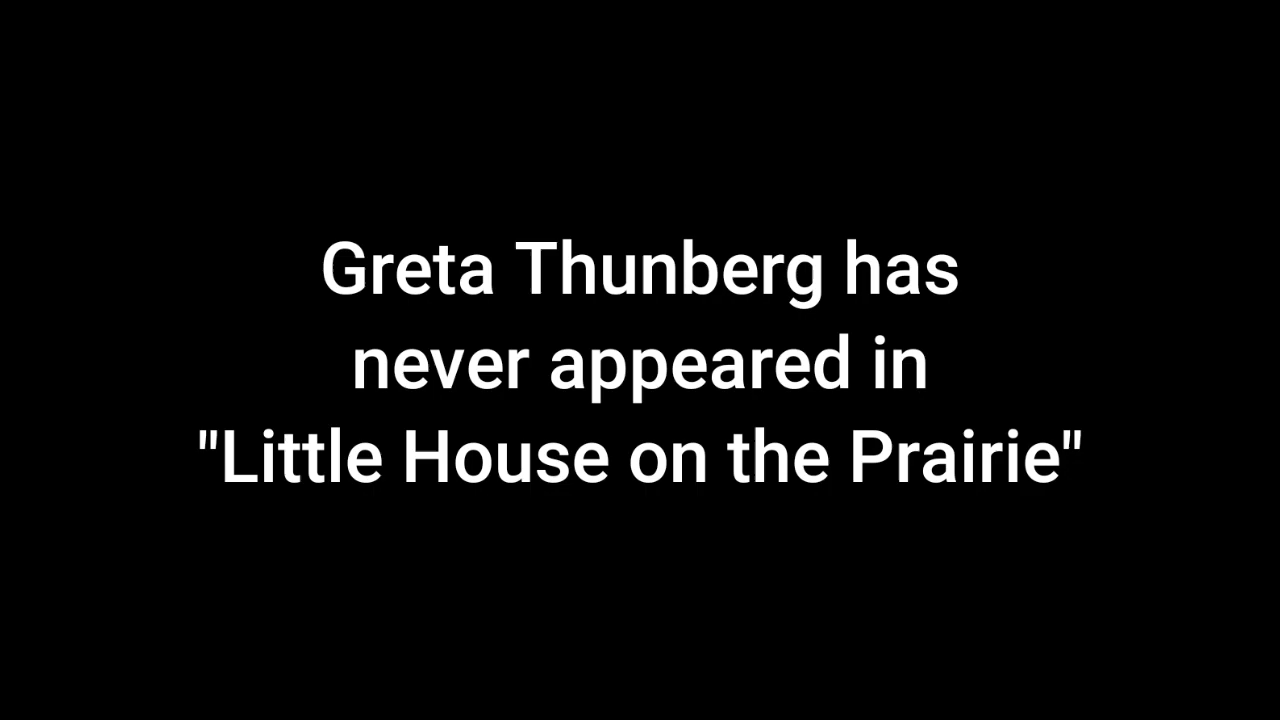 Greta Thunberg has
never appeared in
"Little House on the Prairie"